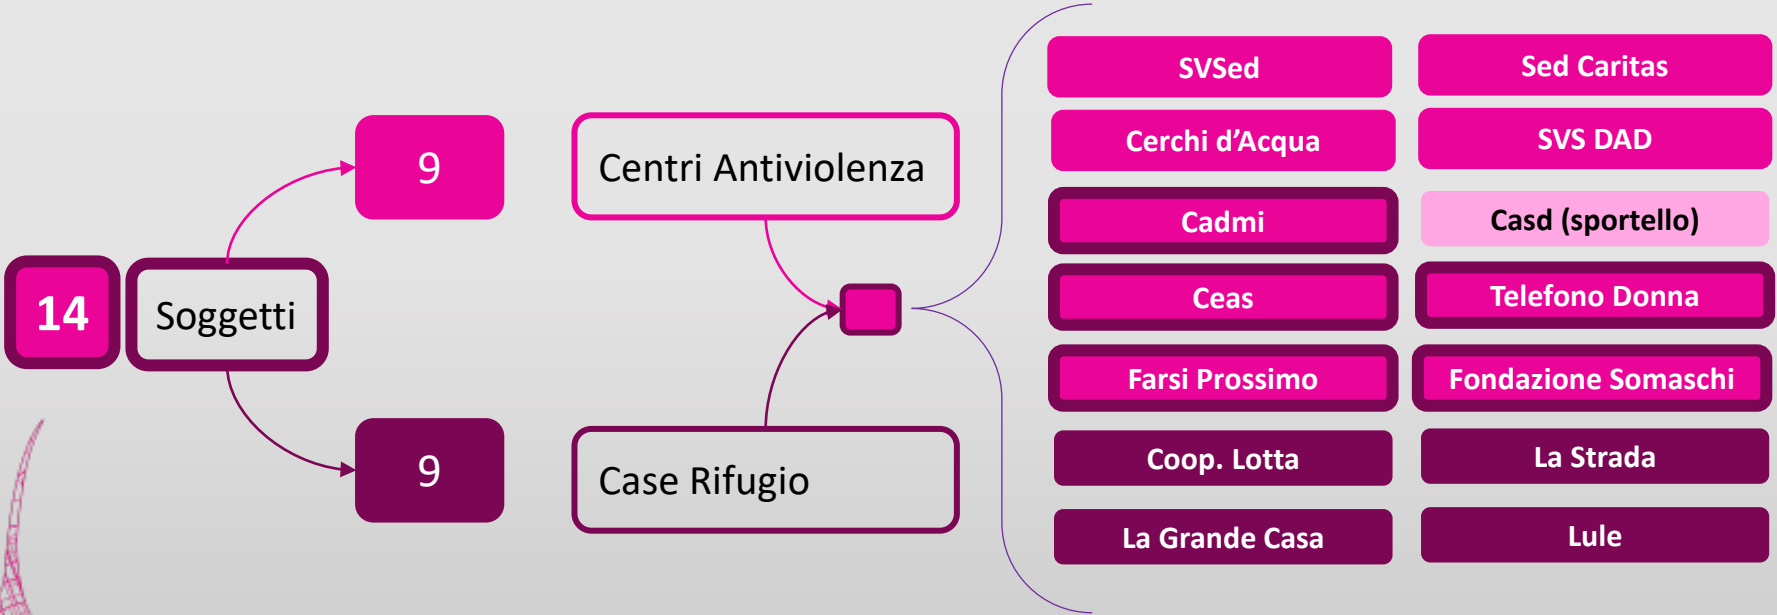 14
Soggetti
9
9
Centri Antiviolenza
Case Rifugio
SVSed
Sed Caritas
Cerchi d’Acqua
SVS DAD
Cadmi
Casd (sportello)
Ceas
Telefono Donna
Farsi Prossimo
Fondazione Somaschi
Coop. Lotta
La Strada
La Grande Casa
Lule